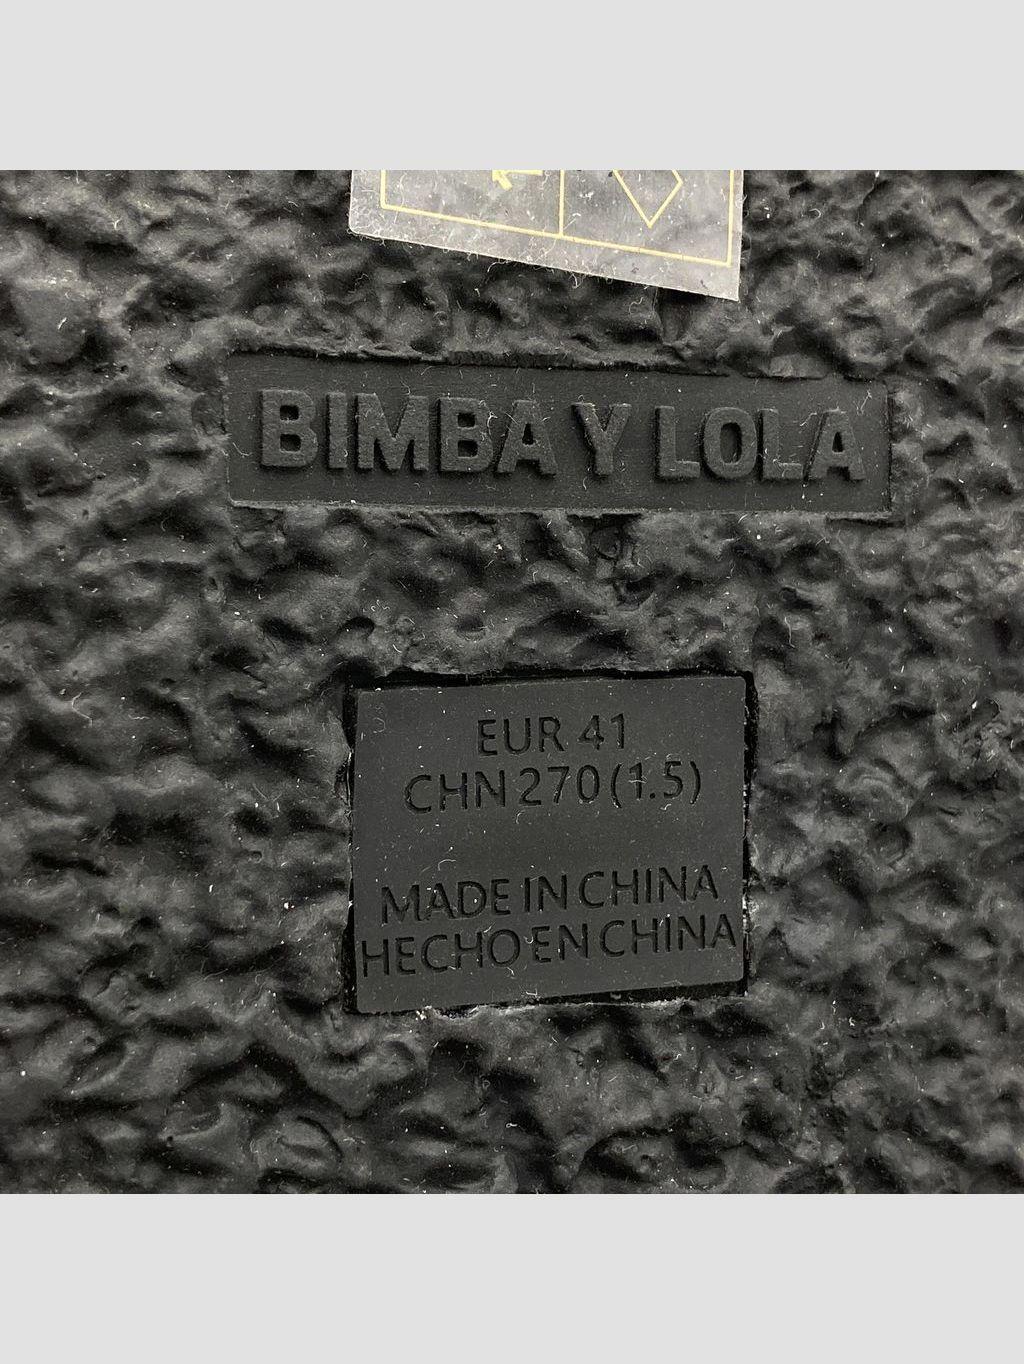 BIMBA Y LOLA
EUR 41
CHN 270 (1.5)
MADE IN CHINA
HECHO EN CHINA